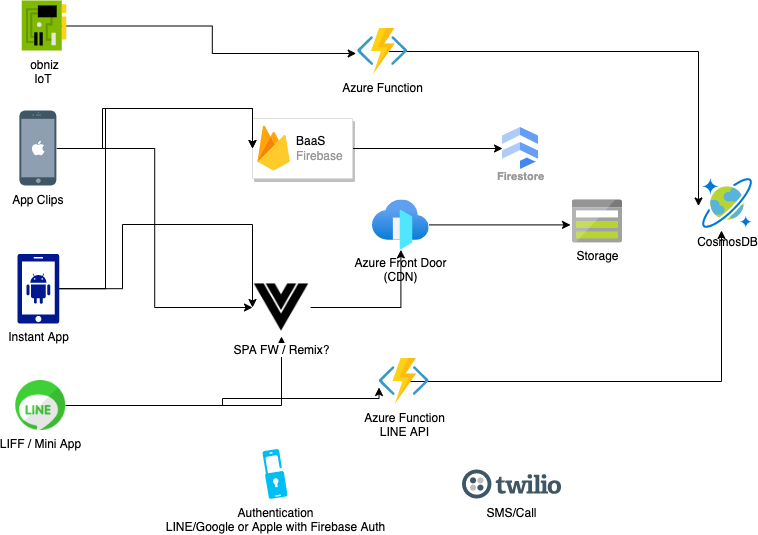 obniz
IoT
Azure Function
App Clips
BaaS
Firebase
Firestore
CosmosDB
Azure Front Door
(CDN)
Storage
Instant App
SPA FW / Remix?
LINE
LIFF / Mini App
Azure Function
LINE API
Authentication
LINE/Google or Apple with Firebase Auth
twilio
SMS/Call